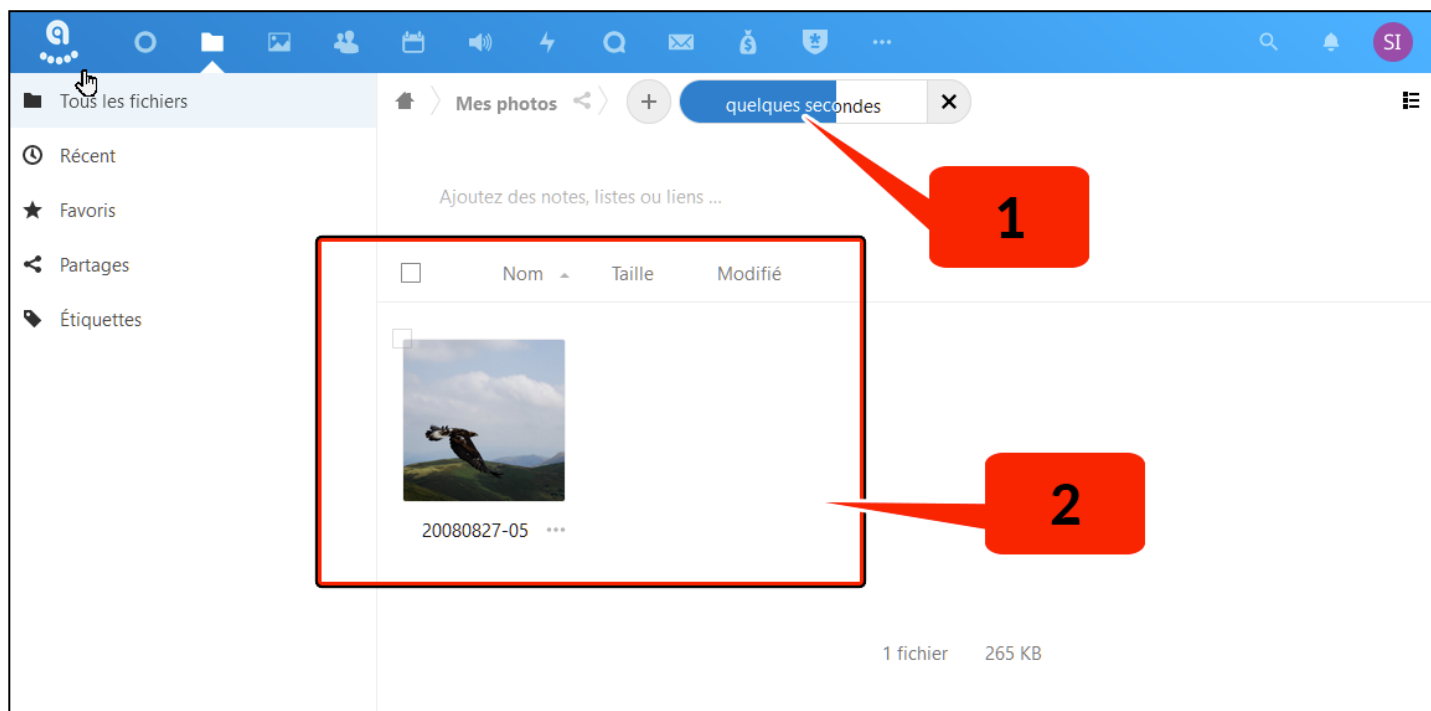 SI
Tous les fichiers
Mes photos
+
quelques secondes
Récent
Ajoutez des notes, listes ou liens ...
1
Favoris
Partages
Nom Taille Modifié
Étiquettes
2
20080827-05 ...
1 fichier 265 KB